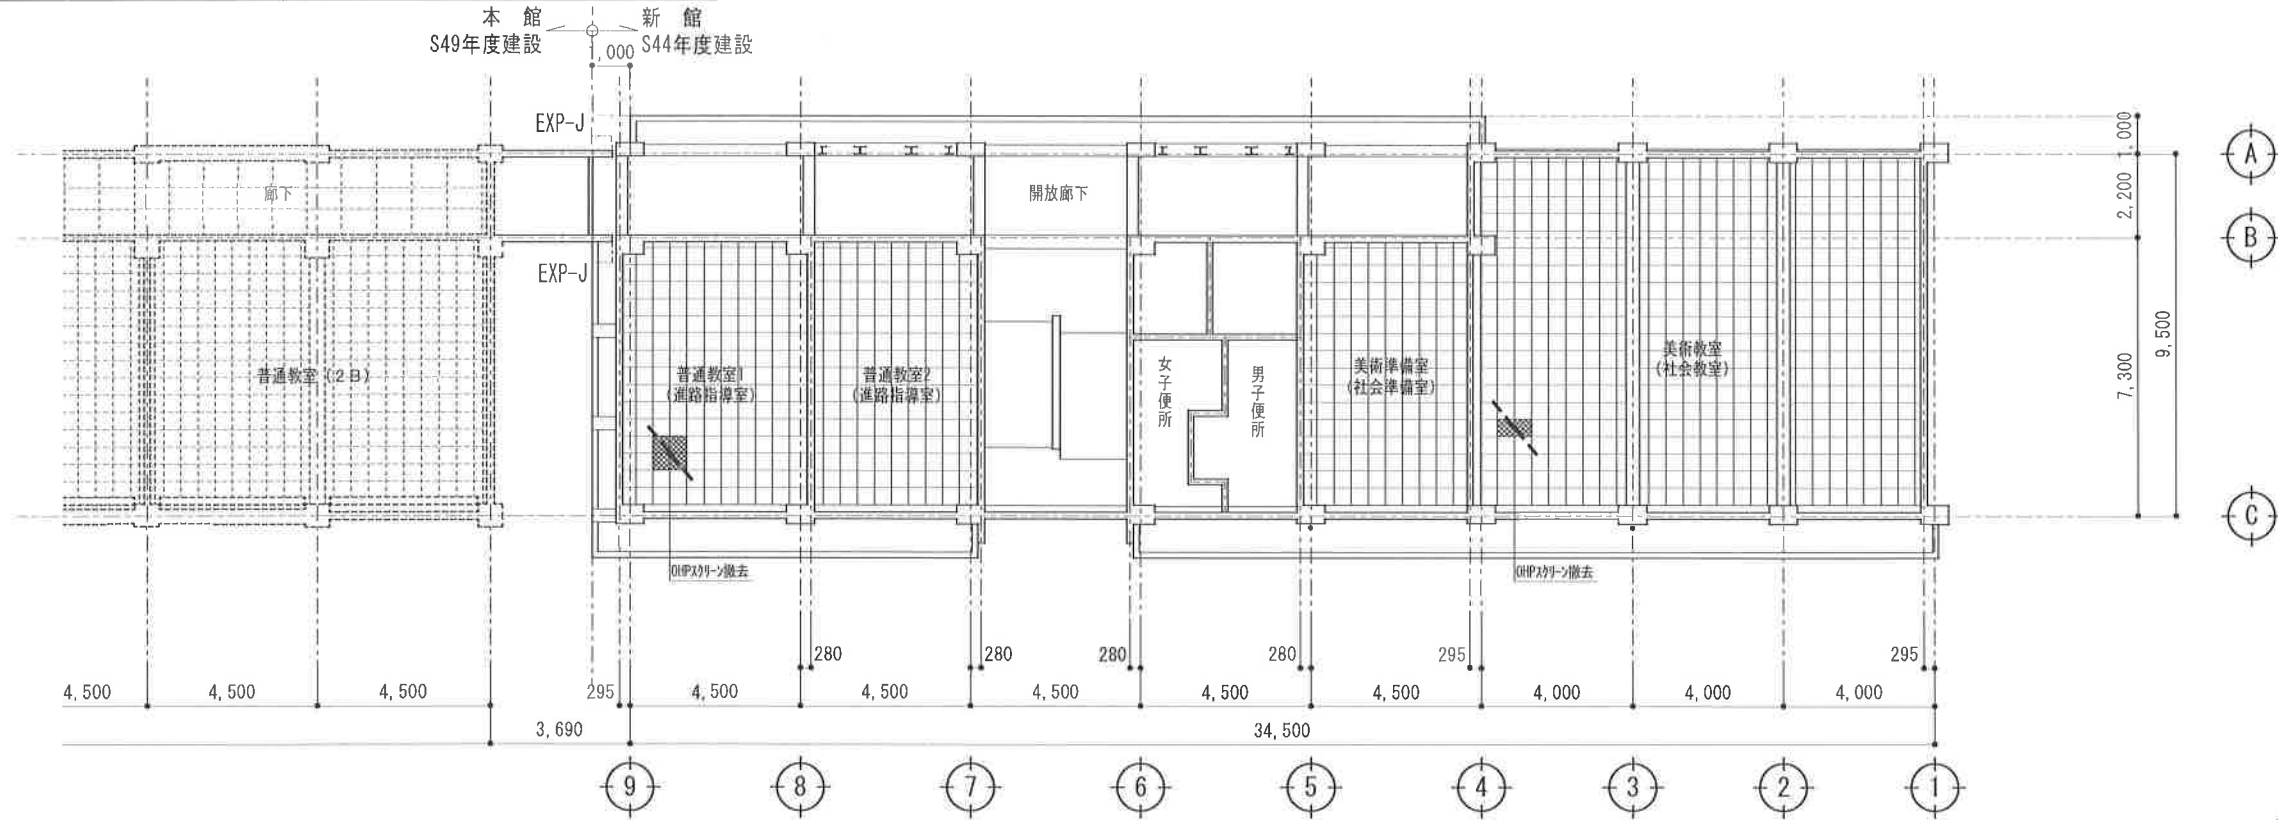 本　館
S49年度建設
新　館
S44年度建設
1,000
EXP-J
EXP-J
廊下
開放廊下
普通教室（2B）
普通教室1
(進路指導室)
普通教室2
(進路指導室)
女子便所
男子便所
美術準備室
(社会準備室)
美術教室
(社会教室)
OHPスクリーン撤去
OHPスクリーン撤去
1,000
2,200
7,300
9,500
A
B
C
280
280
280
280
295
295
4,500
4,500
4,500
295
4,500
4,500
4,500
4,500
4,500
4,000
4,000
4,000
3,690
34,500
9
8
7
6
5
4
3
2
1